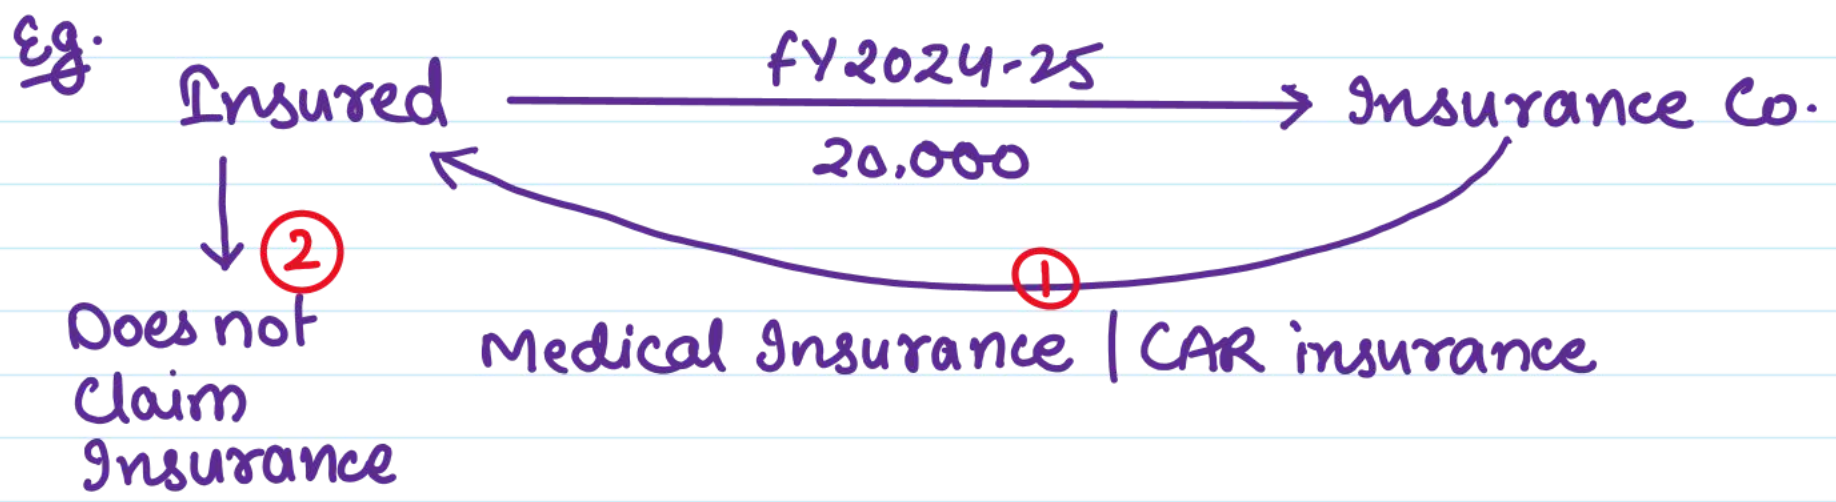 Eg.
fY2024-25
Insured
Insurance Co.
20,000
②
①
Does not
Claim
Insurance
Medical Insurance | CAR insurance